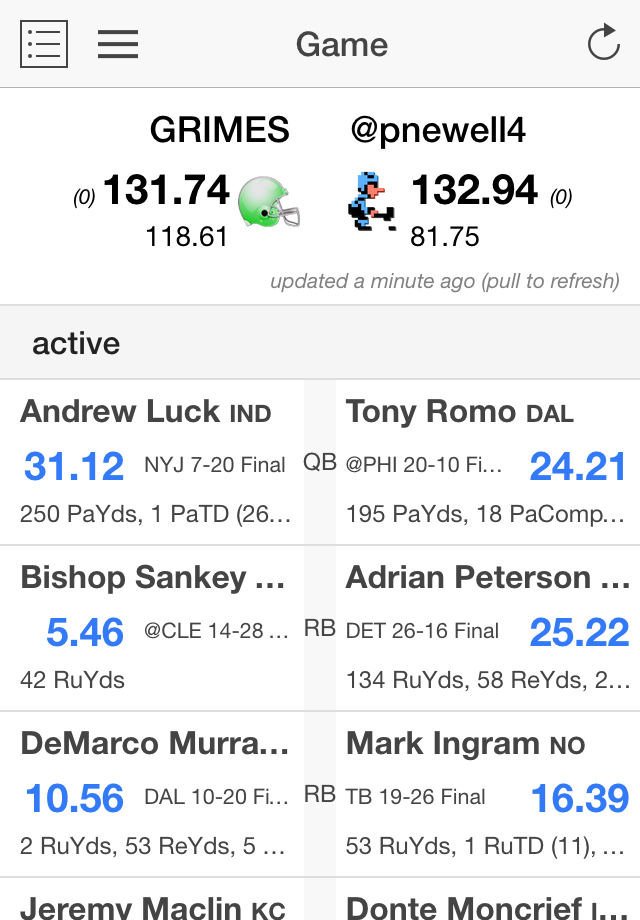 Game
GRIMES @pnewell4
(0) 131.74 132.94 (0)
118.61 81.75
updated a minute ago (pull to refresh)
active
Andrew Luck IND Tony Romo DAL
31.12 NYJ 7-20 Final QB @PHI 20-10 Fi... 24.21
250 PaYds, 1 PaTD (26... 195 PaYds, 18 PaComp...
Bishop Sankey ... Adrian Peterson ...
5.46 @CLE 14-28 ... RB DET 26-16 Final 25.22
42 RuYds 134 RuYds, 58 ReYds, 2...
DeMarco Murra... Mark Ingram NO
10.56 DAL 10-20 Fi... RB TB 19-26 Final 16.39
2 RuYds, 53 ReYds, 5 ... 53 RuYds, 1 RuTD (11), ...
Jeremy Maclin KC Donte Moncrief I...